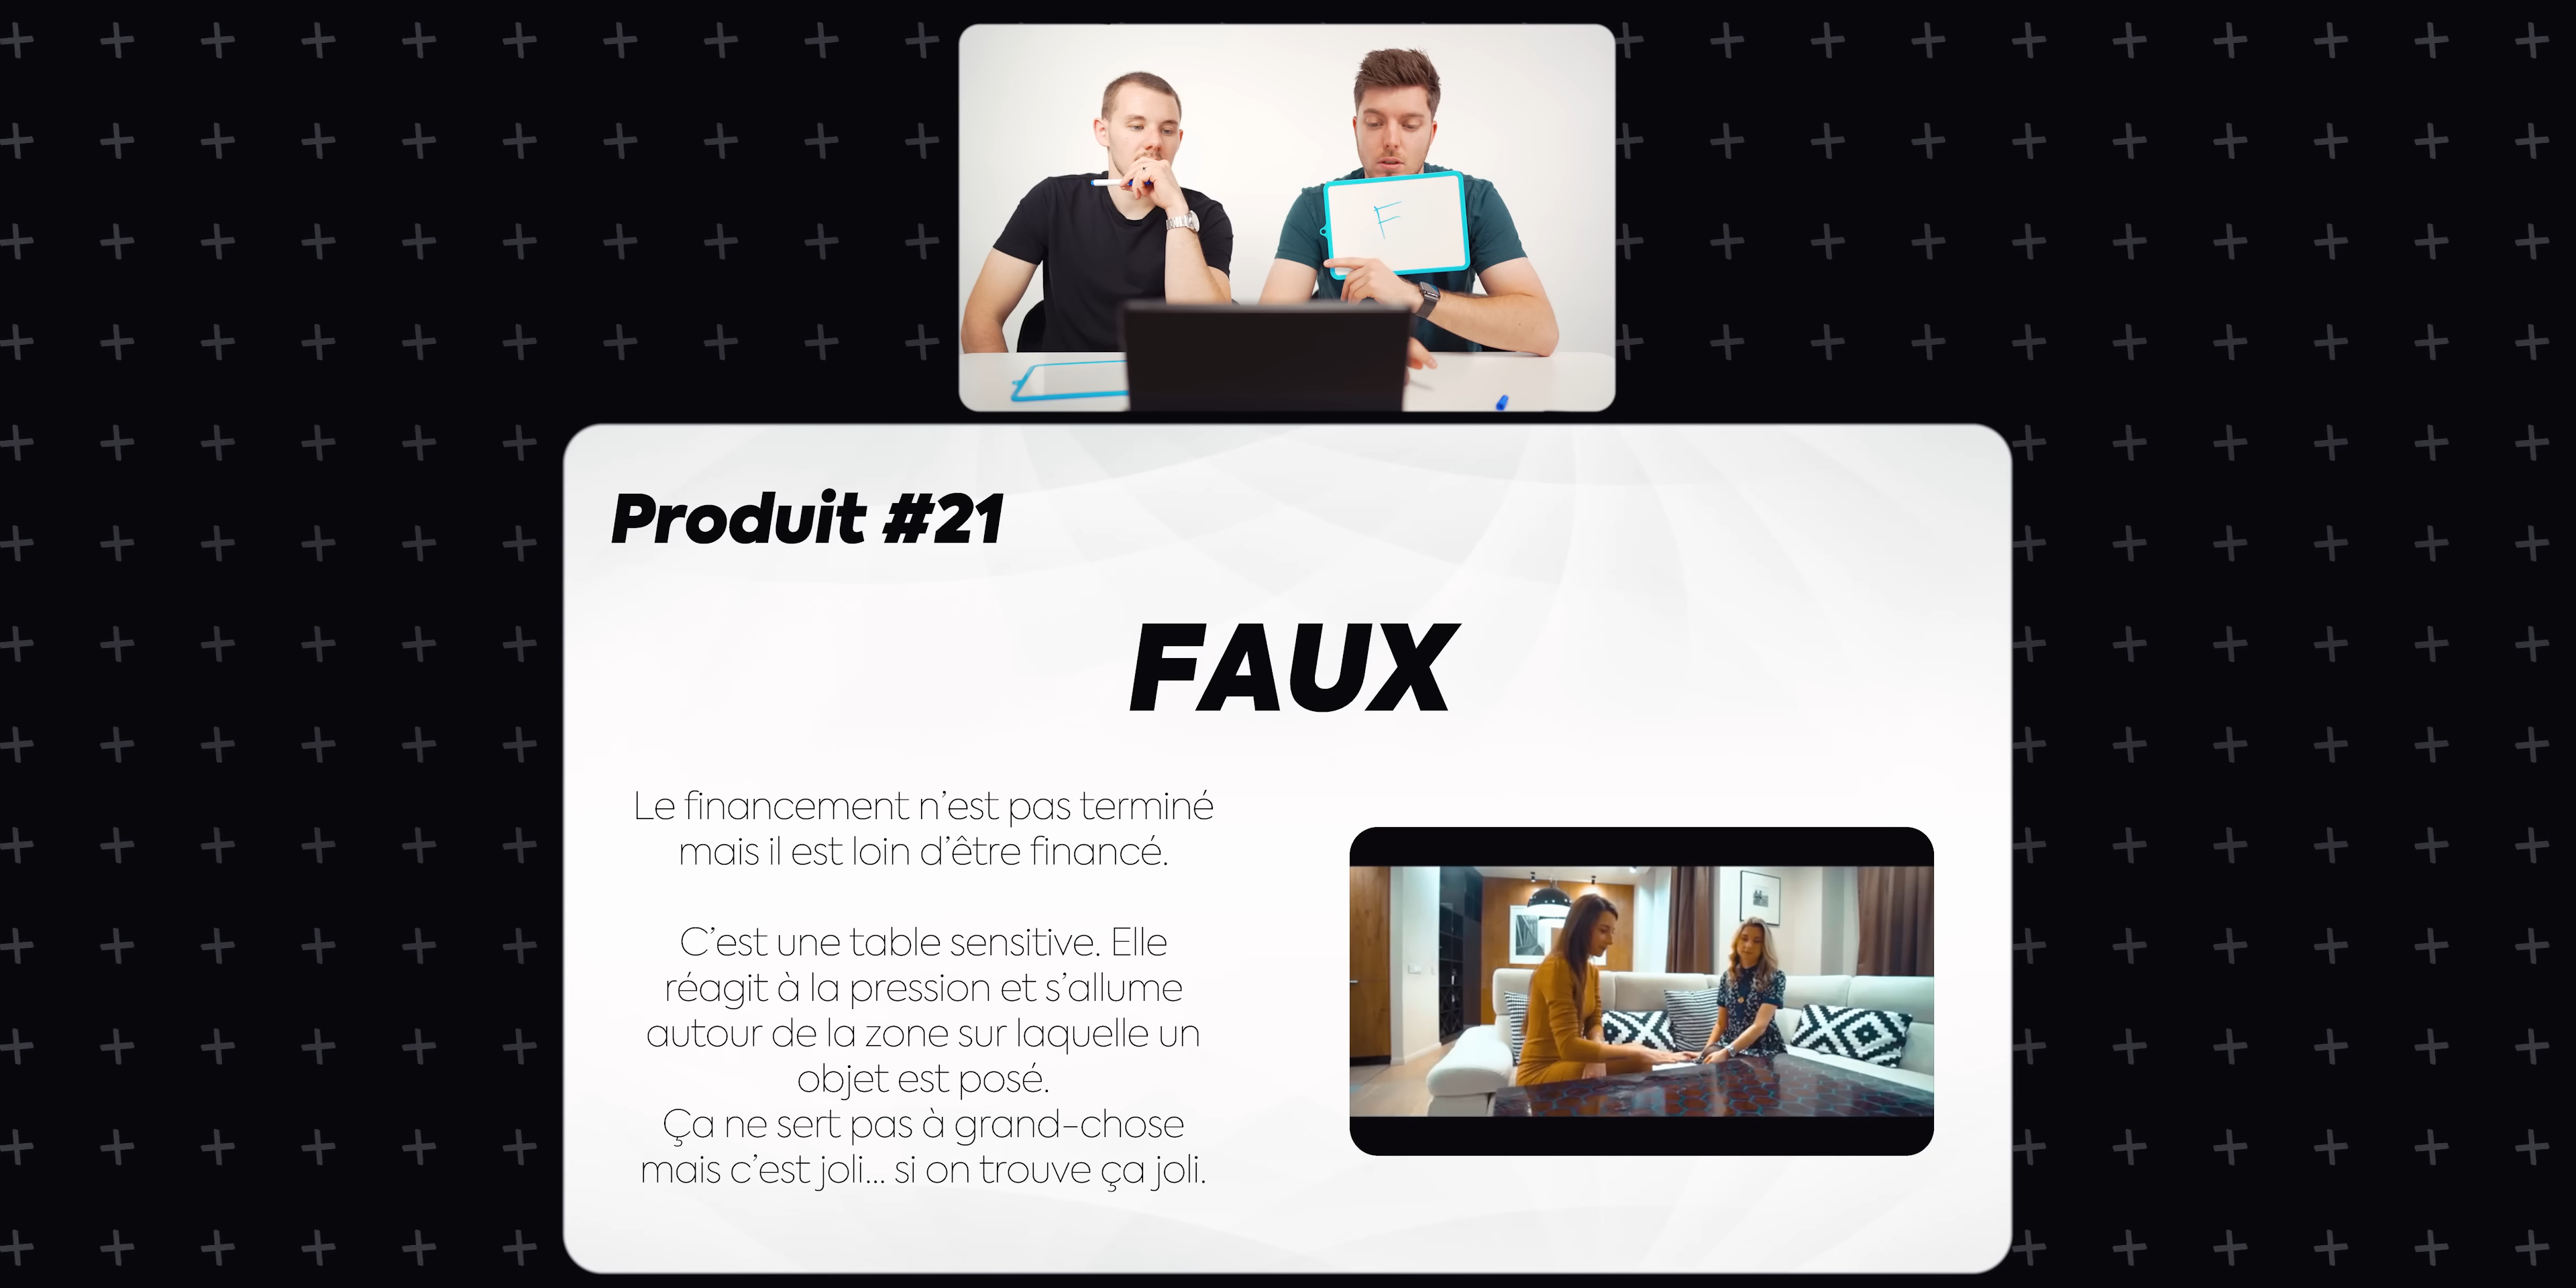 F
Produit #21
FAUX
Le financement n’est pas terminé
mais il est loin d’être financé.
C’est une table sensitive. Elle
réagit à la pression et s’allume
autour de la zone sur laquelle un
objet est posé.
Ça ne sert pas à grand-chose
mais c’est joli... si on trouve ça joli.